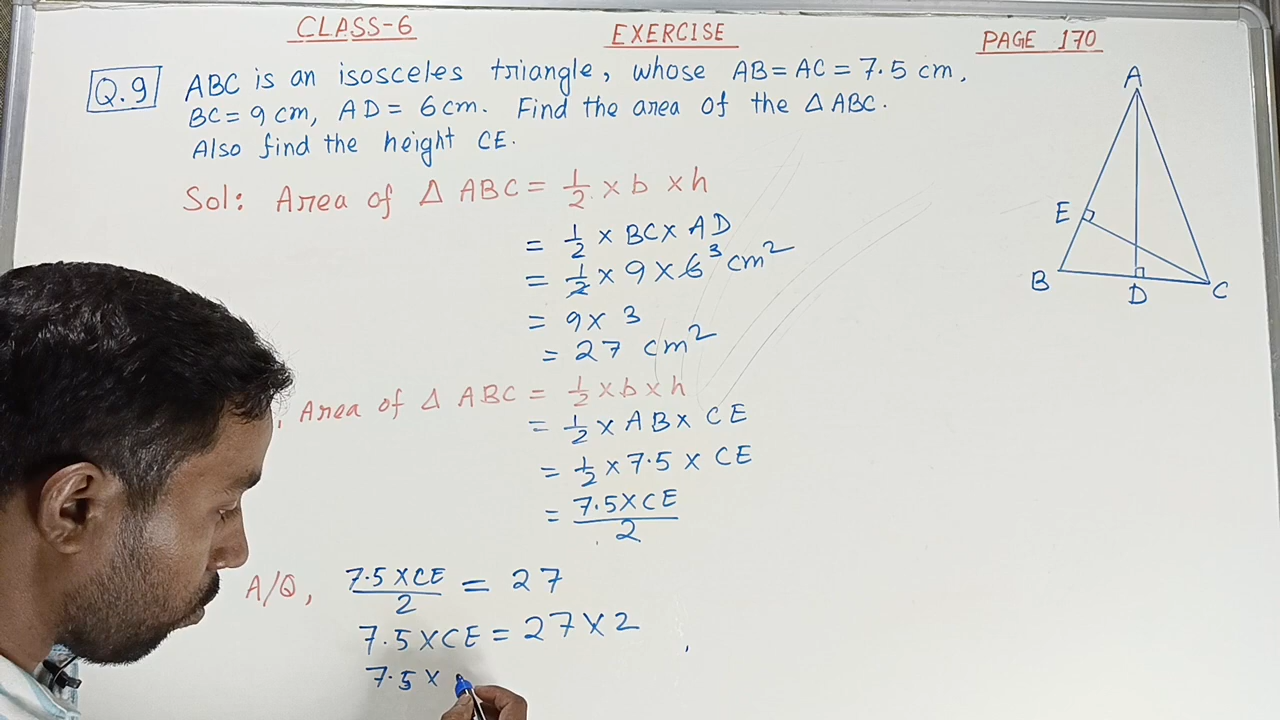 CLASS-6 EXERCISE PAGE 170
Q.9 ABC is an isosceles triangle, whose AB = AC = 7.5 cm,
BC = 9 cm, AD = 6 cm. Find the area of the Δ ABC.
Also find the height CE.
Sol: Area of Δ ABC = 1/2 × b × h
= 1/2 × BC × AD
= 1/2 × 9 × 6 3 cm²
= 9 × 3
= 27 cm²
Area of Δ ABC = 1/2 × b × h
= 1/2 × AB × CE
= 1/2 × 7.5 × CE
= 7.5 × CE / 2
A/Q, 7.5 × CE / 2 = 27
7.5 × CE = 27 × 2
7.5 ×
A
E
B
D
C